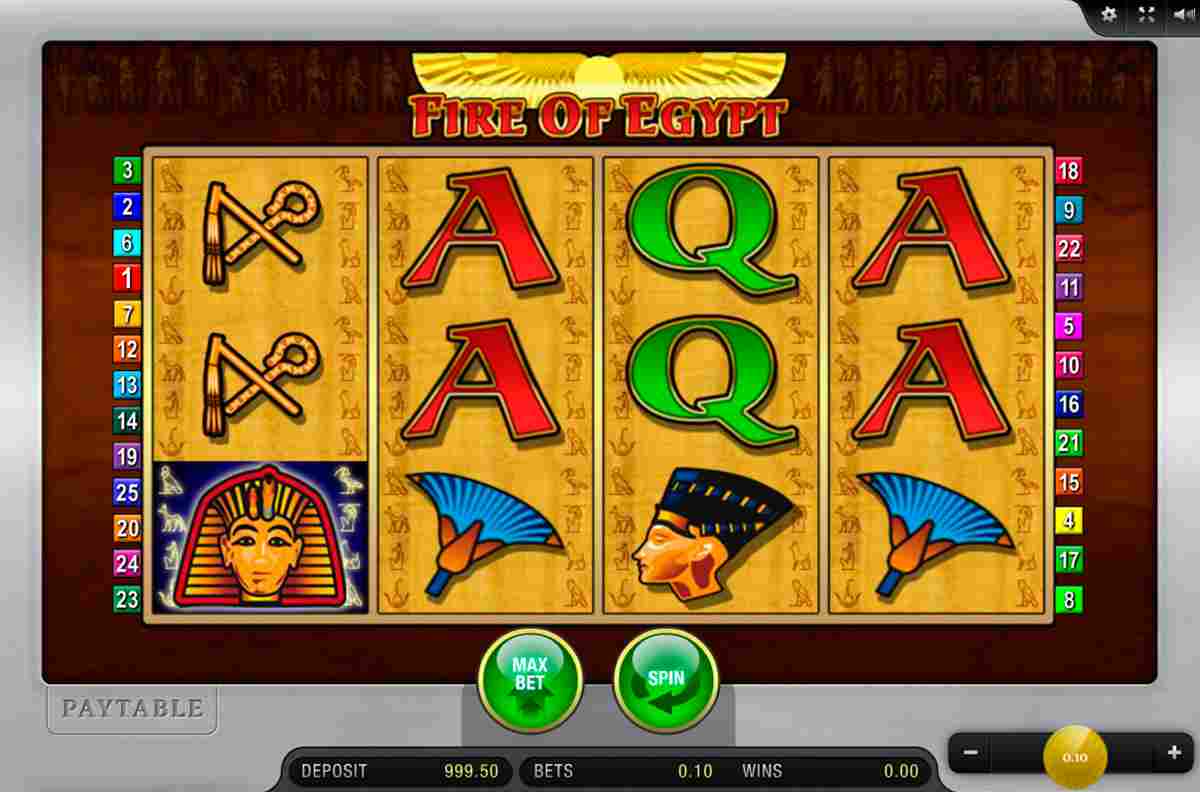 FIRE OF EGYPT
3
2
6
1
7
12
13
14
19
25
20
24
23
A Q A
A Q A
18
9
22
11
5
10
16
21
15
4
17
8
MAX
BET
SPIN
PAYTABLE
DEPOSIT 999.50 BETS 0.10 WINS 0.00
- 0.10 +